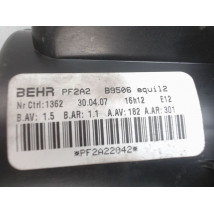 BEHR PF2A2 B9506 equil2
Nr Ctrl:1362 30.04.07 16h12 E12
B.AV: 1.5 B.AR: 1.1 A.AV:182 A.AR:301
*PF2A22042*